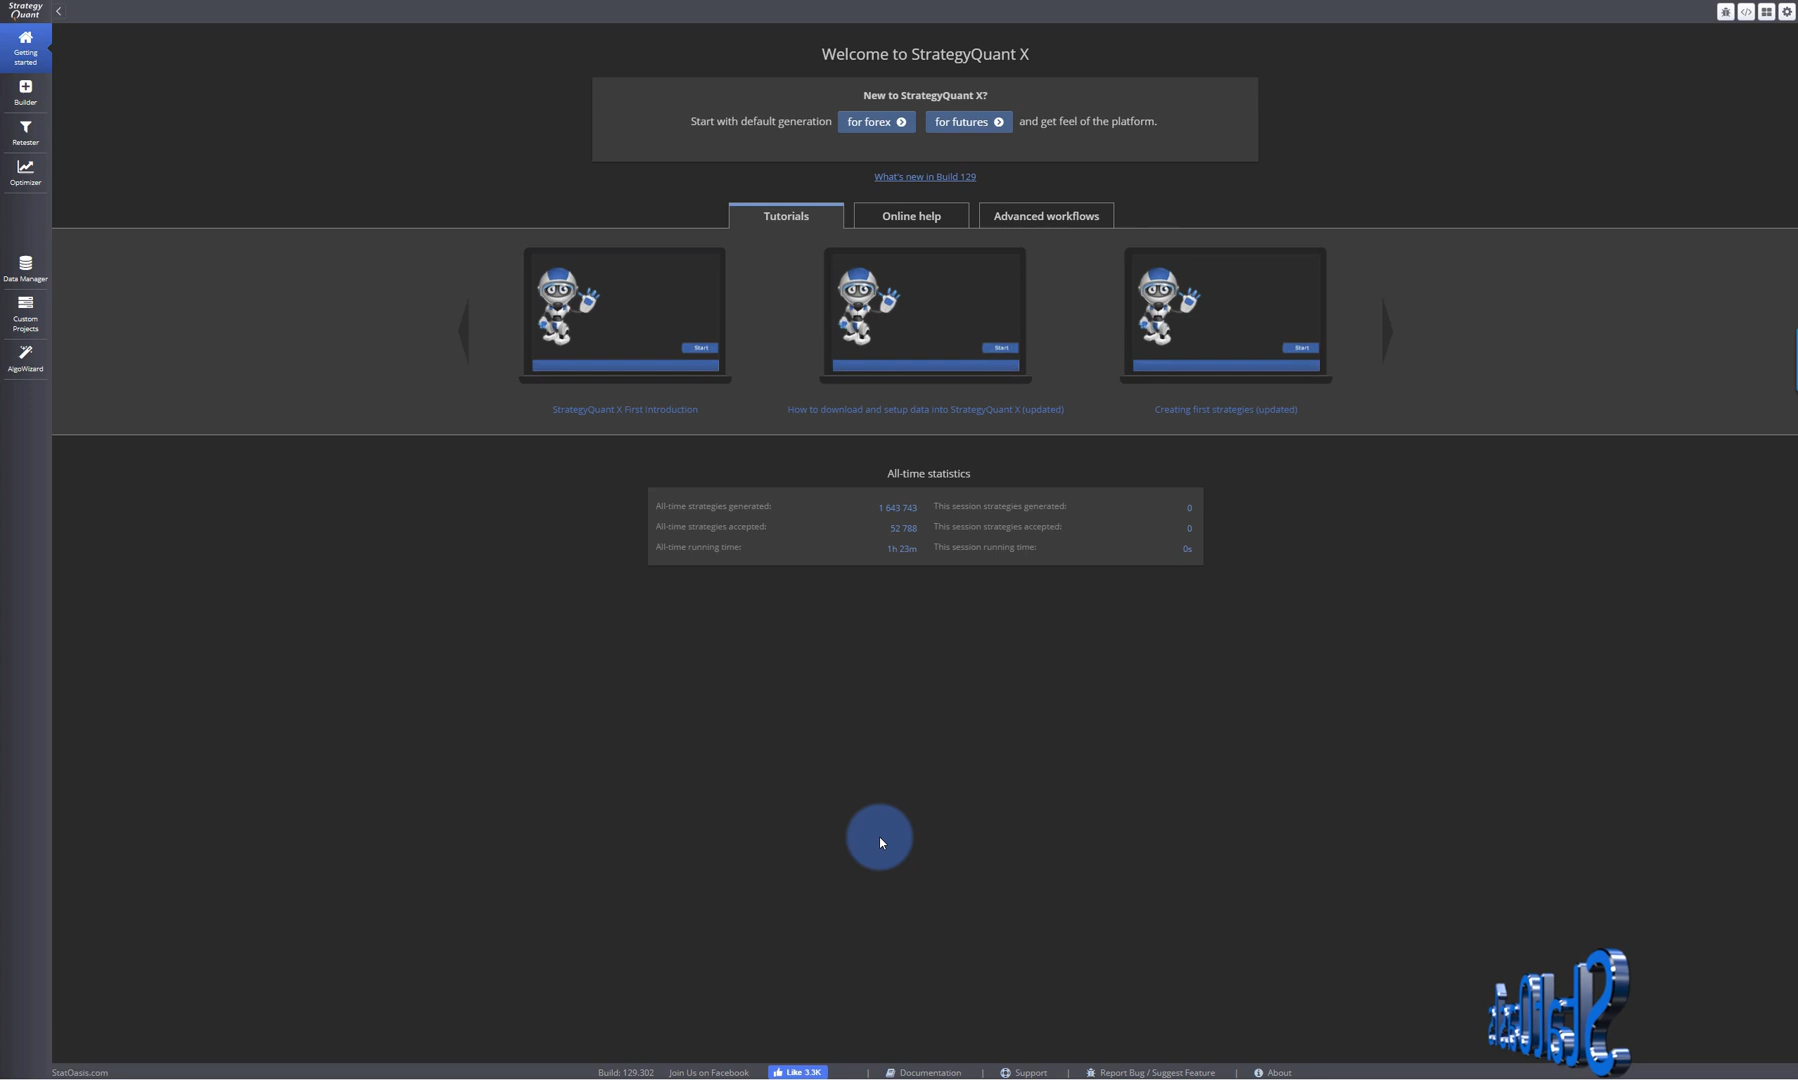 Strategy
Quant
Getting
started
Builder
Retester
Optimizer
Data Manager
Custom
Projects
AlgoWizard
Welcome to StrategyQuant X
New to StrategyQuant X?
Start with default generation for forex for futures and get feel of the platform.
What's new in Build 129
Tutorials Online help Advanced workflows
Start Start Start
StrategyQuant X First Introduction How to download and setup data into StrategyQuant X (updated) Creating first strategies (updated)
All-time statistics
All-time strategies generated: 1 643 743 This session strategies generated: 0
All-time strategies accepted: 52 788 This session strategies accepted: 0
All-time running time: 1h 23m This session running time: 0s
StatOasis
StatOasis.com Build: 129.302 Join Us on Facebook Like 3.3K | Documentation | Support | Report Bug / Suggest Feature | About